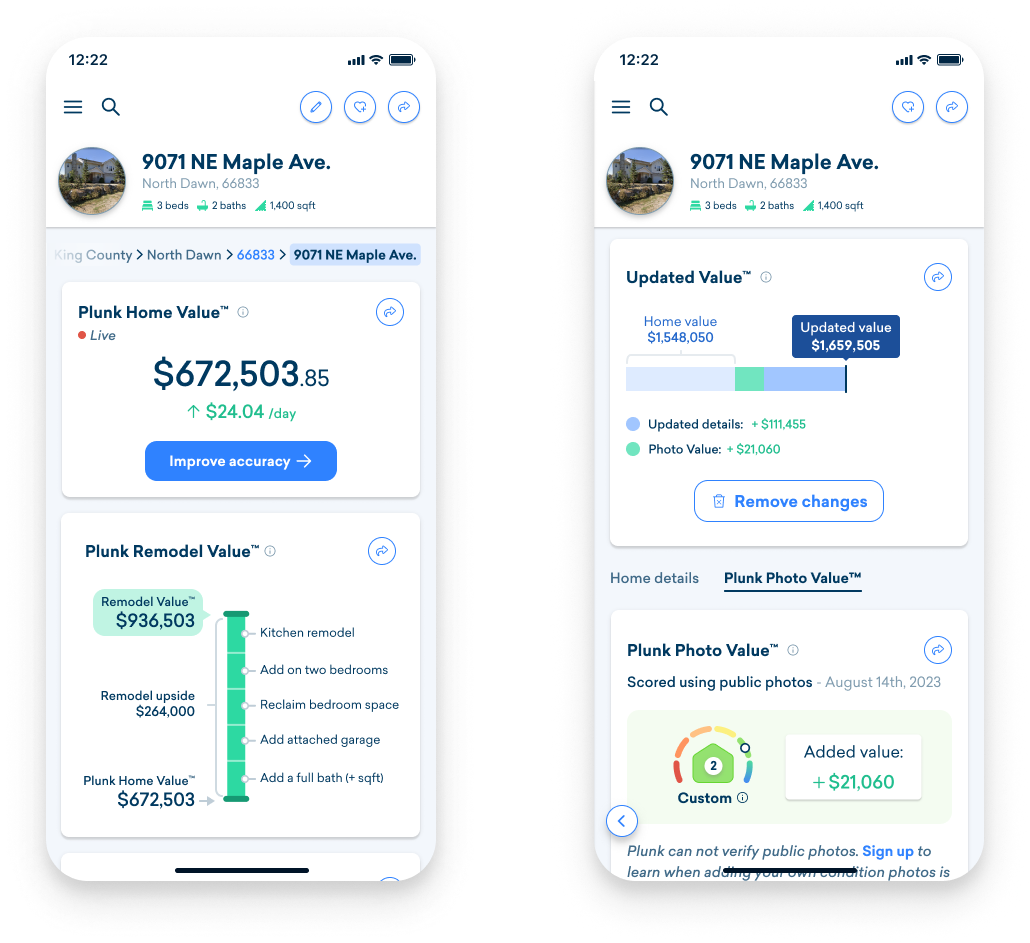 12:22
9071 NE Maple Ave.
North Dawn, 66833
3 beds 2 baths 1,400 sqft
King County > North Dawn > 66833 > 9071 NE Maple Ave.
Plunk Home Value™
Live
$672,503.85
↑ $24.04 /day
Improve accuracy →
Plunk Remodel Value™
Remodel Value™
$936,503
Kitchen remodel
Add on two bedrooms
Remodel upside
$264,000
Reclaim bedroom space
Add attached garage
Plunk Home Value™
$672,503
Add a full bath (+ sqft)
12:22
9071 NE Maple Ave.
North Dawn, 66833
3 beds 2 baths 1,400 sqft
Updated Value™
Home value
$1,548,050
Updated value
$1,659,505
Updated details: + $111,455
Photo Value: + $21,060
Remove changes
Home details Plunk Photo Value™
Plunk Photo Value™
Scored using public photos - August 14th, 2023
2
Custom
Added value:
+ $21,060
Plunk can not verify public photos. Sign up to
learn when adding your own condition photos is